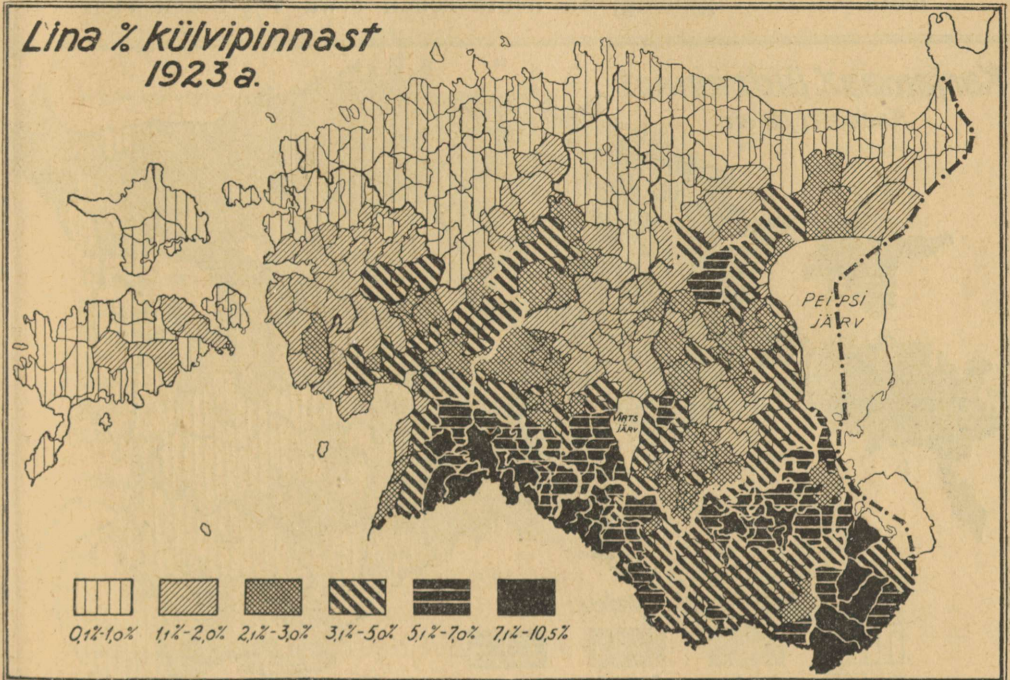 Lina % külvipinnast
1923 a.
PEIPSI
JÄRV
VIRTS
JÄRV
0,1%-1,0% 1,1%-2,0% 2,1%-3,0% 3,1%-5,0% 5,1%-7,0% 7,1%-10,5%